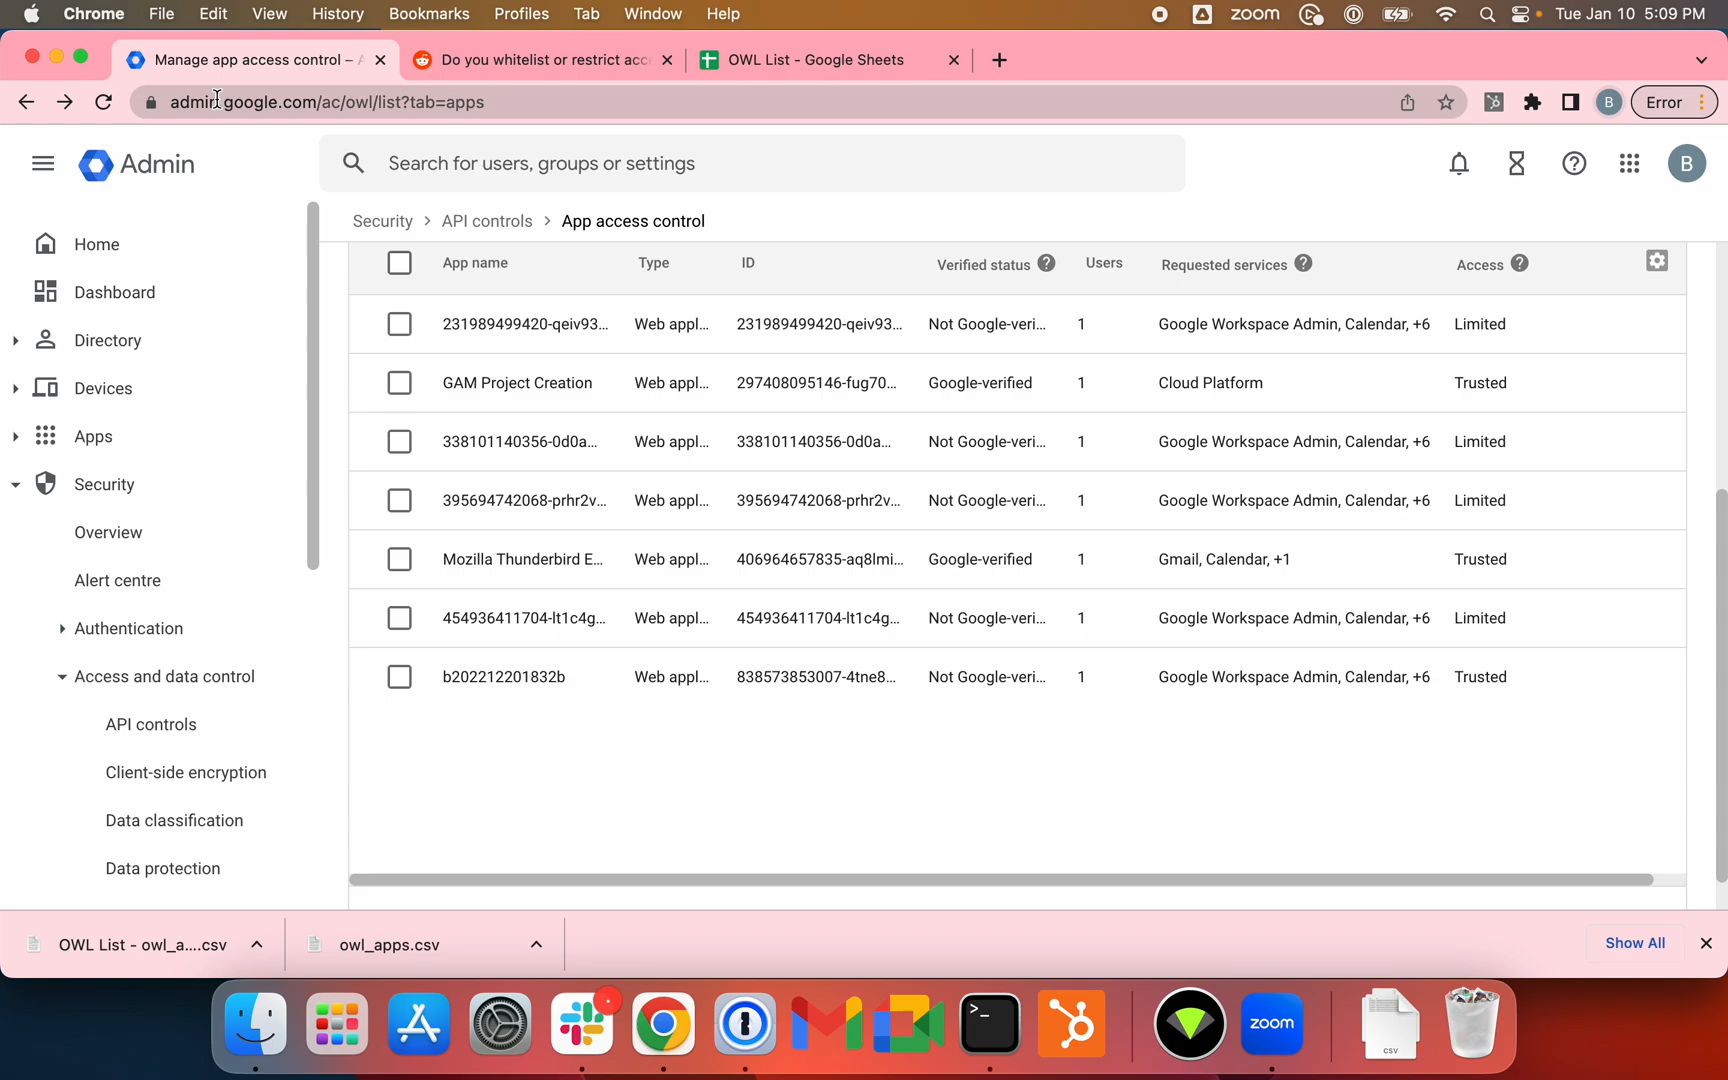 Chrome File Edit View History Bookmarks Profiles Tab Window Help zoom Tue Jan 10 5:09 PM
Manage app access control – A Do you whitelist or restrict acc OWL List - Google Sheets
admin.google.com/ac/owl/list?tab=apps B Error
Admin Search for users, groups or settings B
Security > API controls > App access control
Home
Dashboard
Directory
Devices
Apps
Security
Overview
Alert centre
Authentication
Access and data control
API controls
Client-side encryption
Data classification
Data protection
App name Type ID Verified status Users Requested services Access
231989499420-qeiv93... Web appl... 231989499420-qeiv93... Not Google-veri... 1 Google Workspace Admin, Calendar, +6 Limited
GAM Project Creation Web appl... 297408095146-fug70... Google-verified 1 Cloud Platform Trusted
338101140356-0d0a... Web appl... 338101140356-0d0a... Not Google-veri... 1 Google Workspace Admin, Calendar, +6 Limited
395694742068-prhr2v... Web appl... 395694742068-prhr2v... Not Google-veri... 1 Google Workspace Admin, Calendar, +6 Limited
Mozilla Thunderbird E... Web appl... 406964657835-aq8lmi... Google-verified 1 Gmail, Calendar, +1 Trusted
454936411704-lt1c4g... Web appl... 454936411704-lt1c4g... Not Google-veri... 1 Google Workspace Admin, Calendar, +6 Limited
b202212201832b Web appl... 838573853007-4tne8... Not Google-veri... 1 Google Workspace Admin, Calendar, +6 Trusted
OWL List - owl_a....csv owl_apps.csv Show All
zoom
CSV